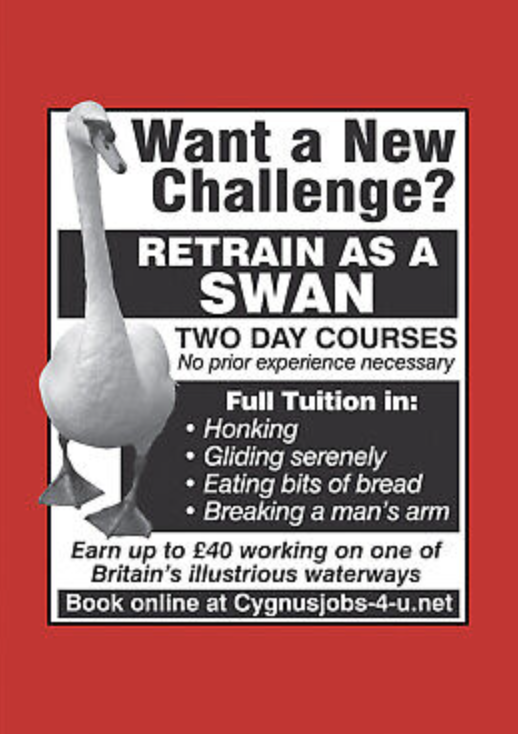 Want a New
Challenge?
RETRAIN AS A
SWAN
TWO DAY COURSES
No prior experience necessary
Full Tuition in:
• Honking
• Gliding serenely
• Eating bits of bread
• Breaking a man's arm
Earn up to £40 working on one of
Britain's illustrious waterways
Book online at Cygnusjobs-4-u.net